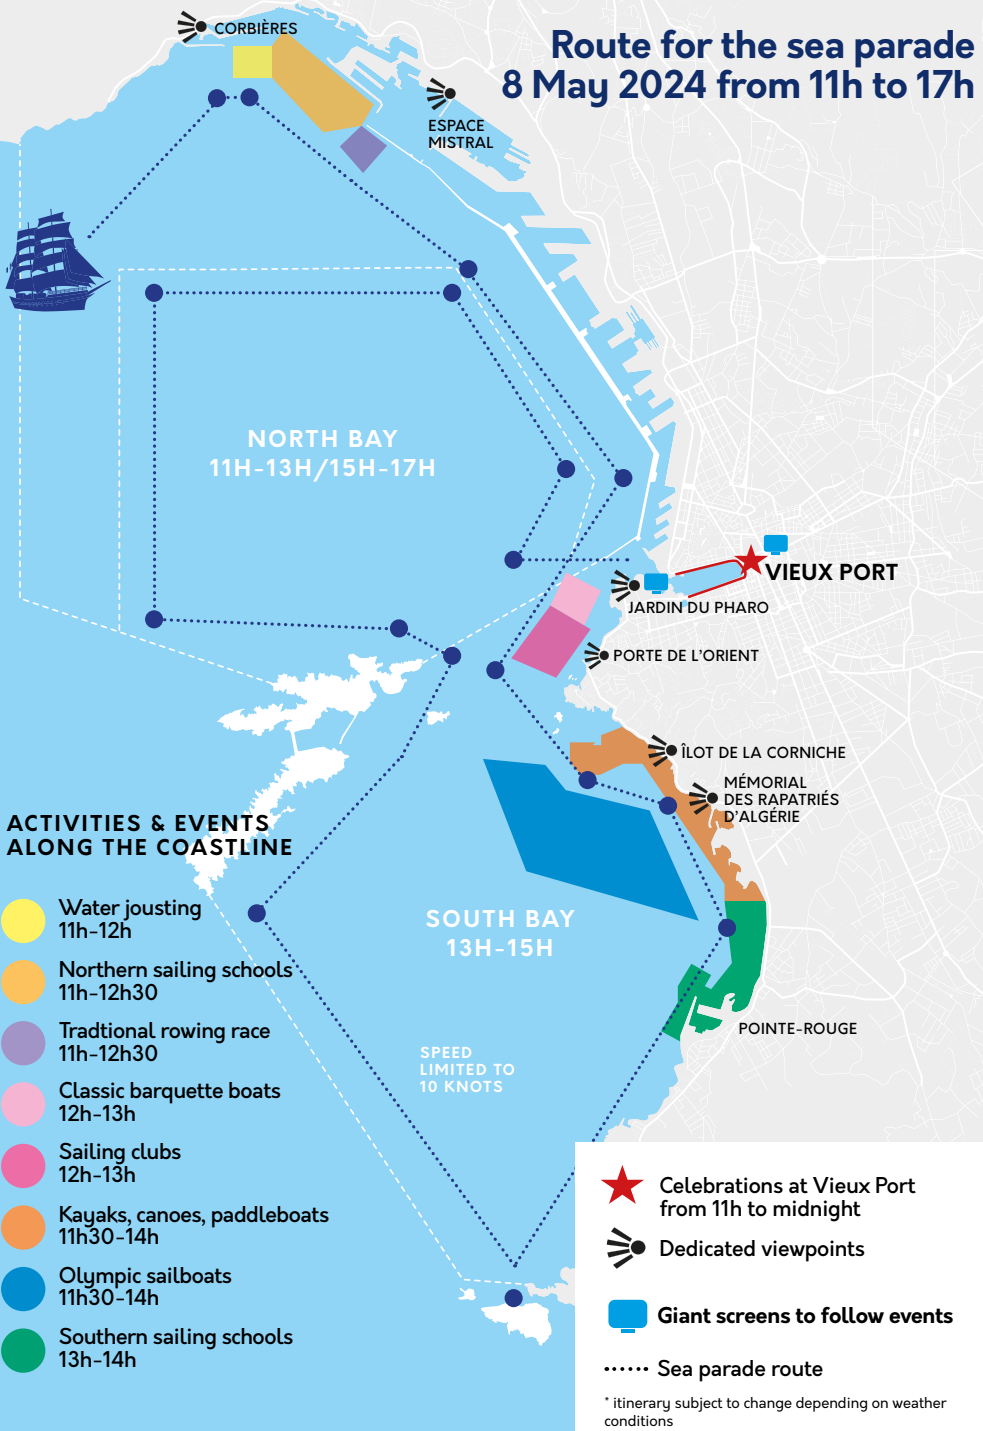 Route for the sea parade
8 May 2024 from 11h to 17h
CORBIÈRES
ESPACE
MISTRAL
NORTH BAY
11H-13H/15H-17H
VIEUX PORT
JARDIN DU PHARO
PORTE DE L'ORIENT
ÎLOT DE LA CORNICHE
MÉMORIAL
DES RAPATRIÉS
D'ALGÉRIE
SOUTH BAY
13H-15H
POINTE-ROUGE
SPEED
LIMITED TO
10 KNOTS
ACTIVITIES & EVENTS
ALONG THE COASTLINE
Water jousting
11h-12h
Northern sailing schools
11h-12h30
Tradtional rowing race
11h-12h30
Classic barquette boats
12h-13h
Sailing clubs
12h-13h
Kayaks, canoes, paddleboats
11h30-14h
Olympic sailboats
11h30-14h
Southern sailing schools
13h-14h
Celebrations at Vieux Port
from 11h to midnight
Dedicated viewpoints
Giant screens to follow events
Sea parade route
* itinerary subject to change depending on weather
conditions